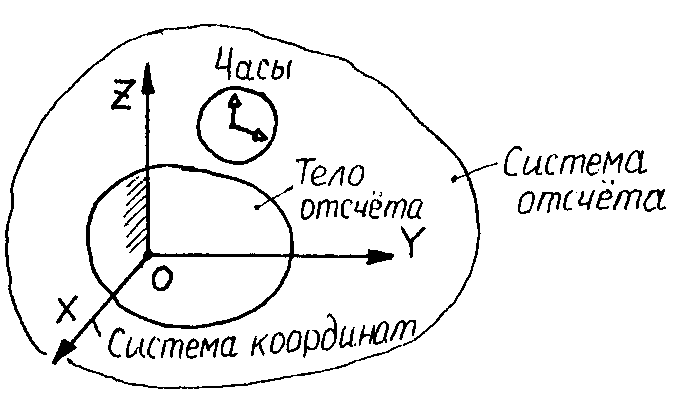 Часы
Z
Тело
отсчёта
Система
отсчёта
Y
O
X
Система координат